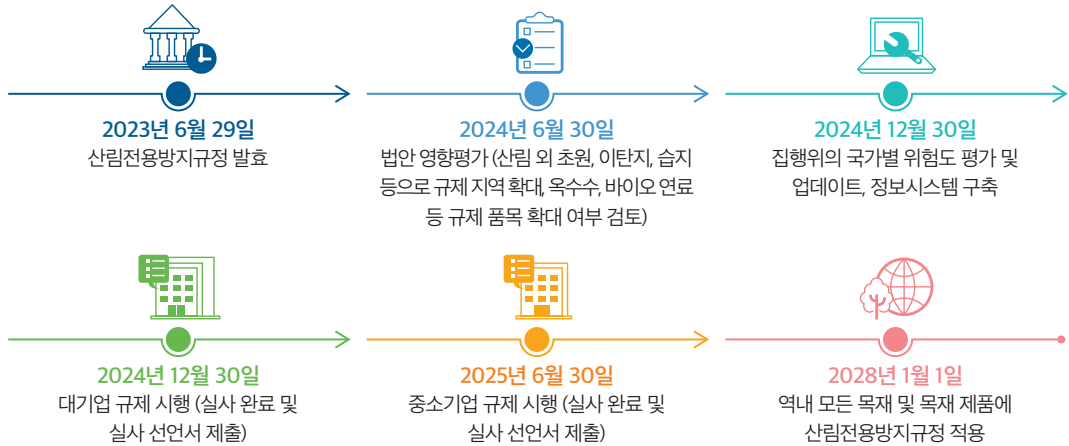 2023년 6월 29일
산림전용방지규정 발효
2024년 6월 30일
법안 영향평가 (산림 외 초원, 이탄지, 습지
등으로 규제 지역 확대, 옥수수, 바이오 연료
등 규제 품목 확대 여부 검토)
2024년 12월 30일
집행위의 국가별 위험도 평가 및
업데이트, 정보시스템 구축
2024년 12월 30일
대기업 규제 시행 (실사 완료 및
실사 선언서 제출)
2025년 6월 30일
중소기업 규제 시행 (실사 완료 및
실사 선언서 제출)
2028년 1월 1일
역내 모든 목재 및 목재 제품에
산림전용방지규정 적용